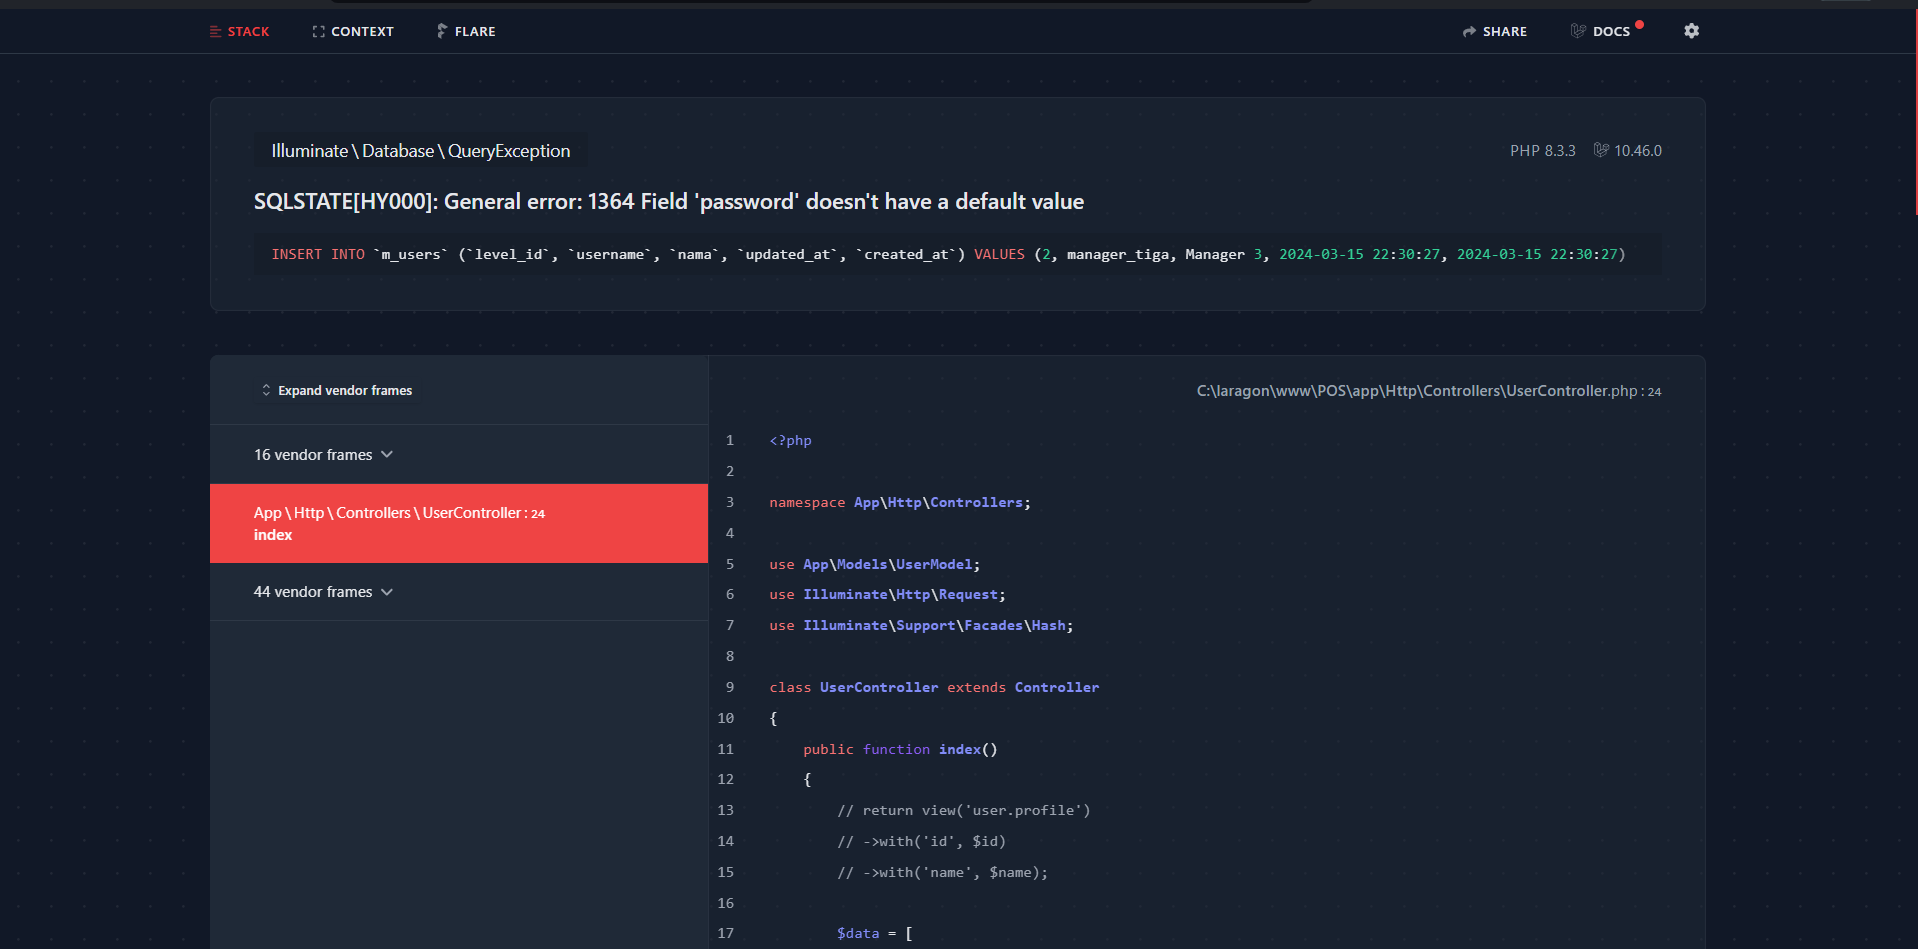 STACK CONTEXT FLARE SHARE DOCS
Illuminate\Database\QueryException PHP 8.3.3 10.46.0
SQLSTATE[HY000]: General error: 1364 Field 'password' doesn't have a default value
INSERT INTO `m_users` (`level_id`, `username`, `nama`, `updated_at`, `created_at`) VALUES (2, manager_tiga, Manager 3, 2024-03-15 22:30:27, 2024-03-15 22:30:27)
Expand vendor frames
16 vendor frames
App\Http\Controllers\UserController:24
index
44 vendor frames
C:\laragon\www\POS\app\Http\Controllers\UserController.php:24
1 <?php
2
3 namespace App\Http\Controllers;
4
5 use App\Models\UserModel;
6 use Illuminate\Http\Request;
7 use Illuminate\Support\Facades\Hash;
8
9 class UserController extends Controller
10 {
11     public function index()
12     {
13         // return view('user.profile')
14         // ->with('id', $id)
15         // ->with('name', $name);
16
17         $data = [